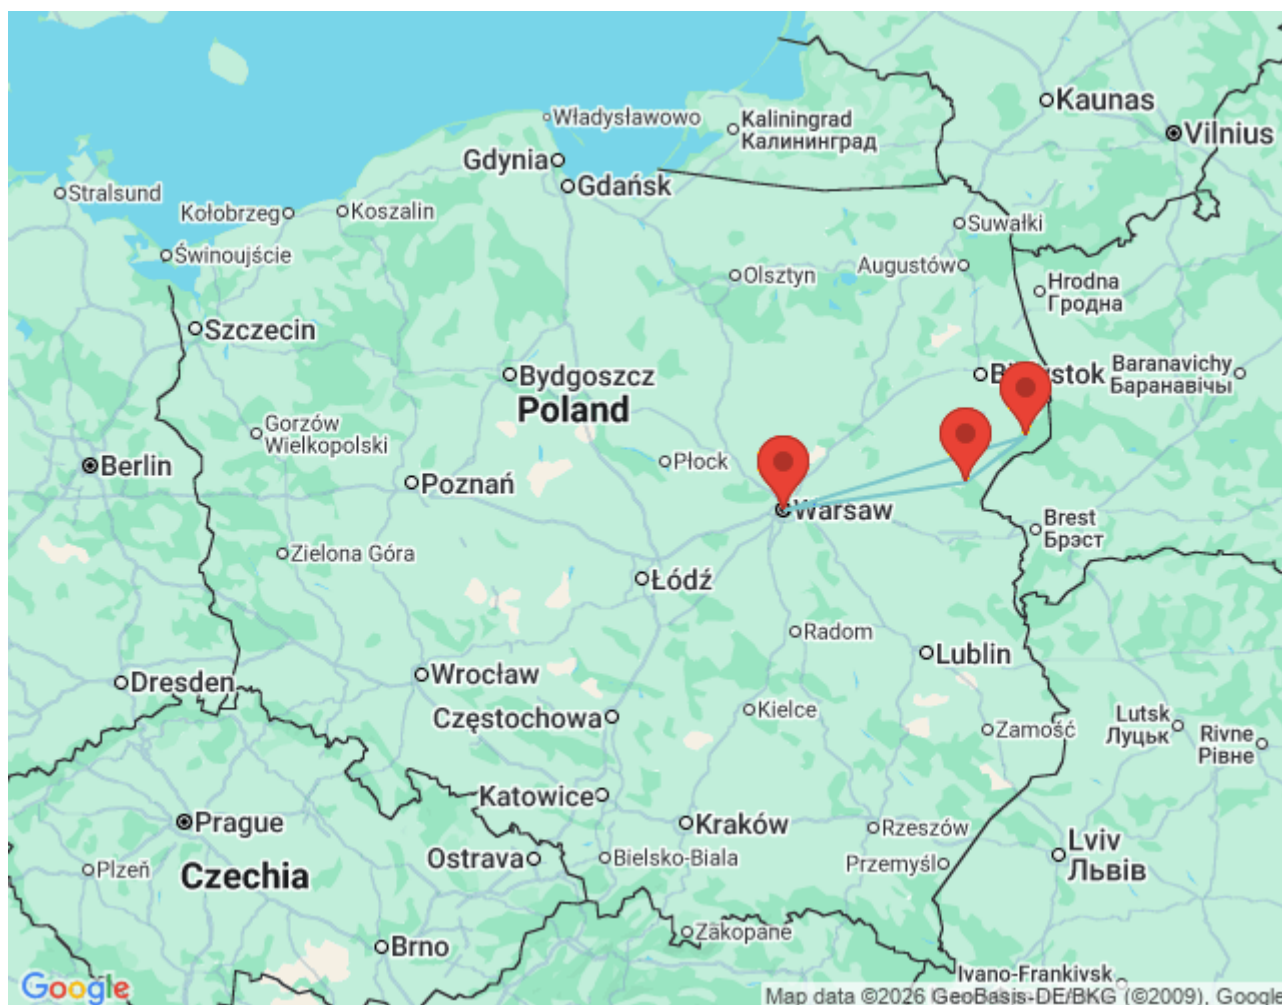 Władysławowo
Kaliningrad
Калининград
Kaunas
Vilnius
Gdynia
Gdańsk
Stralsund
Kołobrzeg
Koszalin
Suwałki
Świnoujście
Olsztyn
Augustów
Hrodna
Гродна
Szczecin
Bydgoszcz
Poland
Baranavichy
Баранавічы
Gorzów
Wielkopolski
Berlin
Poznań
Płock
Warsaw
Brest
Брэст
Zielona Góra
Łódź
Radom
Lublin
Dresden
Wrocław
Częstochowa
Kielce
Zamość
Lutsk
Луцьк
Rivne
Рівне
Katowice
Prague
Kraków
Rzeszów
Plzeň
Czechia
Ostrava
Bielsko-Biala
Przemyśl
Lviv
Львів
Brno
Zakopane
Ivano-Frankivsk
Google
Map data ©2026 GeoBasis-DE/BKG (©2009), Google